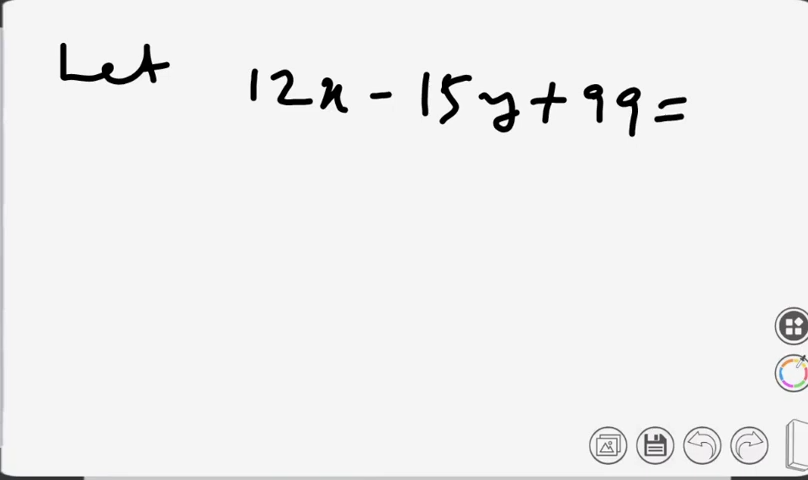 Let 12x - 15y + 99 =